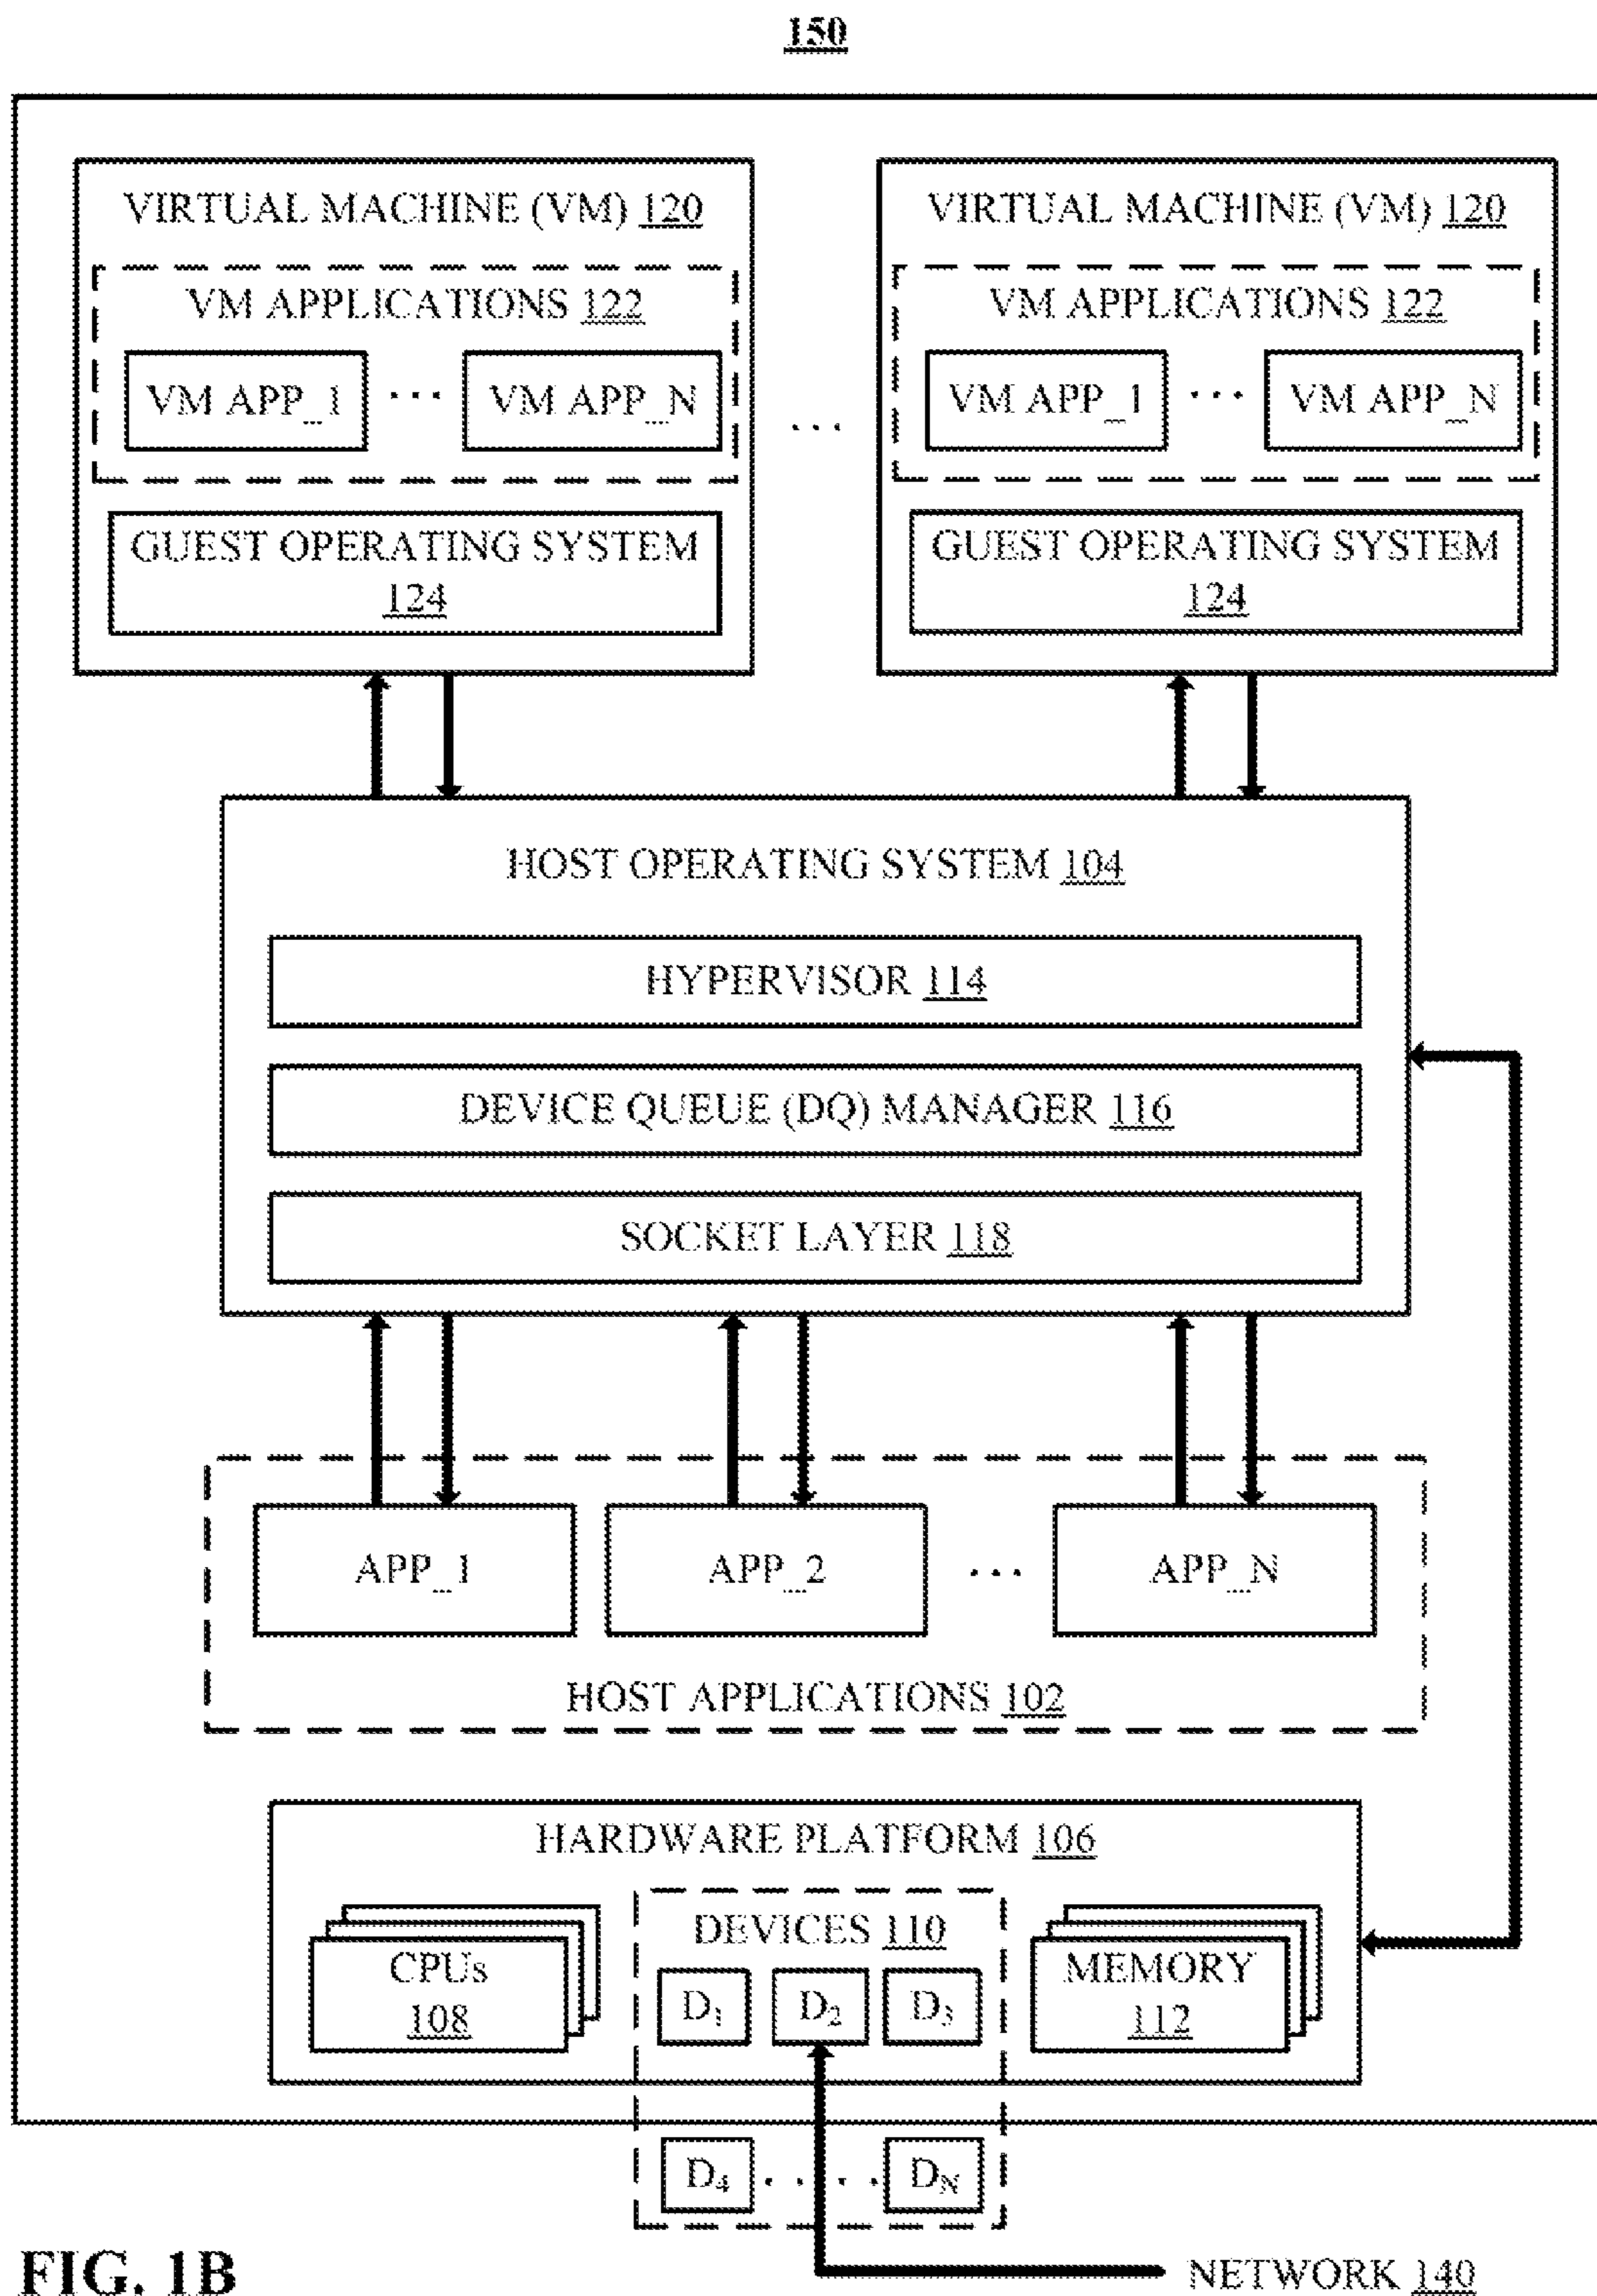 150
VIRTUAL MACHINE (VM) 120
VM APPLICATIONS 122
VM APP_1 ... VM APP_N
GUEST OPERATING SYSTEM
124
...
VIRTUAL MACHINE (VM) 120
VM APPLICATIONS 122
VM APP_1 ... VM APP_N
GUEST OPERATING SYSTEM
124
HOST OPERATING SYSTEM 104
HYPERVISOR 114
DEVICE QUEUE (DQ) MANAGER 116
SOCKET LAYER 118
APP_1 APP_2 ... APP_N
HOST APPLICATIONS 102
HARDWARE PLATFORM 106
CPUs
108
DEVICES 110
D1 D2 D3
MEMORY
112
D4 ..... DN
NETWORK 140
FIG. 1B